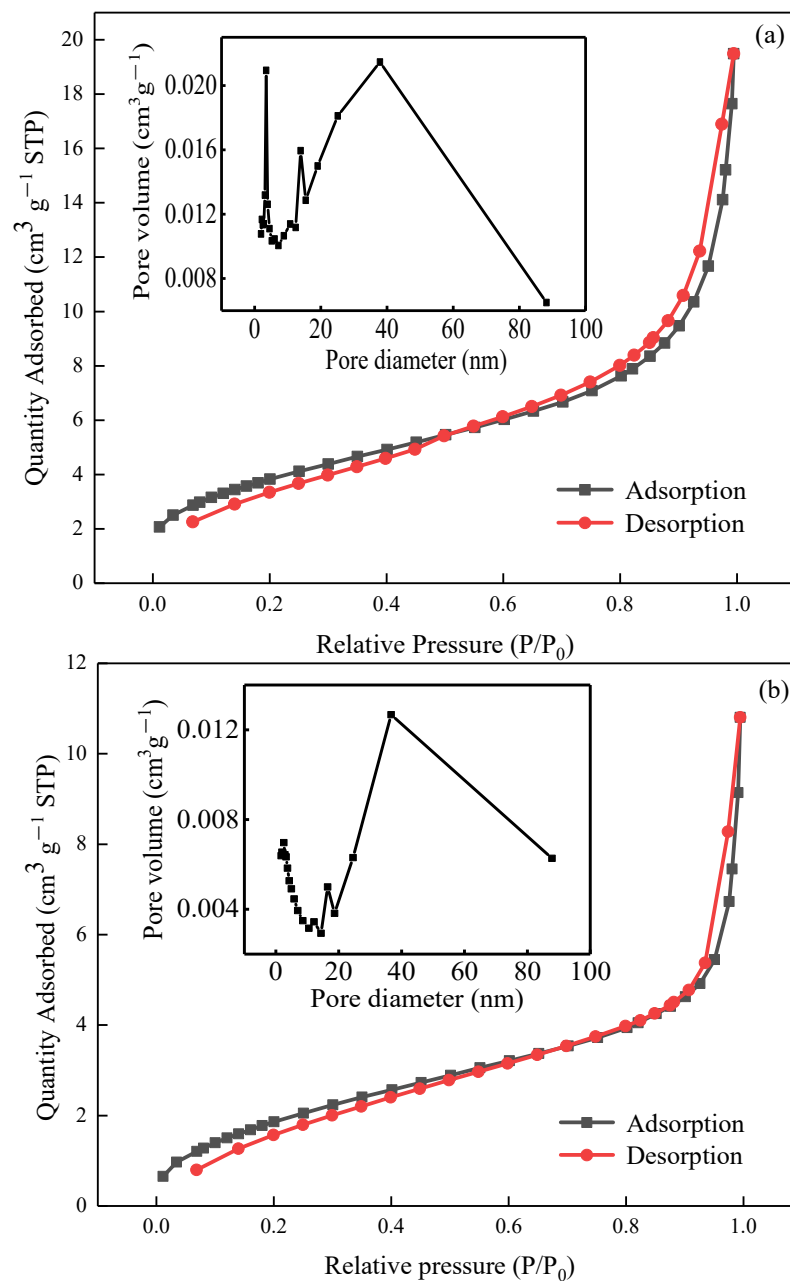 (a)
20
18
16
14
12
10
8
6
4
2
0
Quantity Adsorbed (cm³ g⁻¹ STP)
0.020
0.016
0.012
0.008
Pore volume (cm³g⁻¹)
0 20 40 60 80 100
Pore diameter (nm)
Adsorption
Desorption
0.0 0.2 0.4 0.6 0.8 1.0
Relative Pressure (P/P₀)
(b)
12
10
8
6
4
2
0
Quantity Adsorbed (cm³ g⁻¹ STP)
0.012
0.008
0.004
Pore volume (cm³g⁻¹)
0 20 40 60 80 100
Pore diameter (nm)
Adsorption
Desorption
0.0 0.2 0.4 0.6 0.8 1.0
Relative pressure (P/P₀)